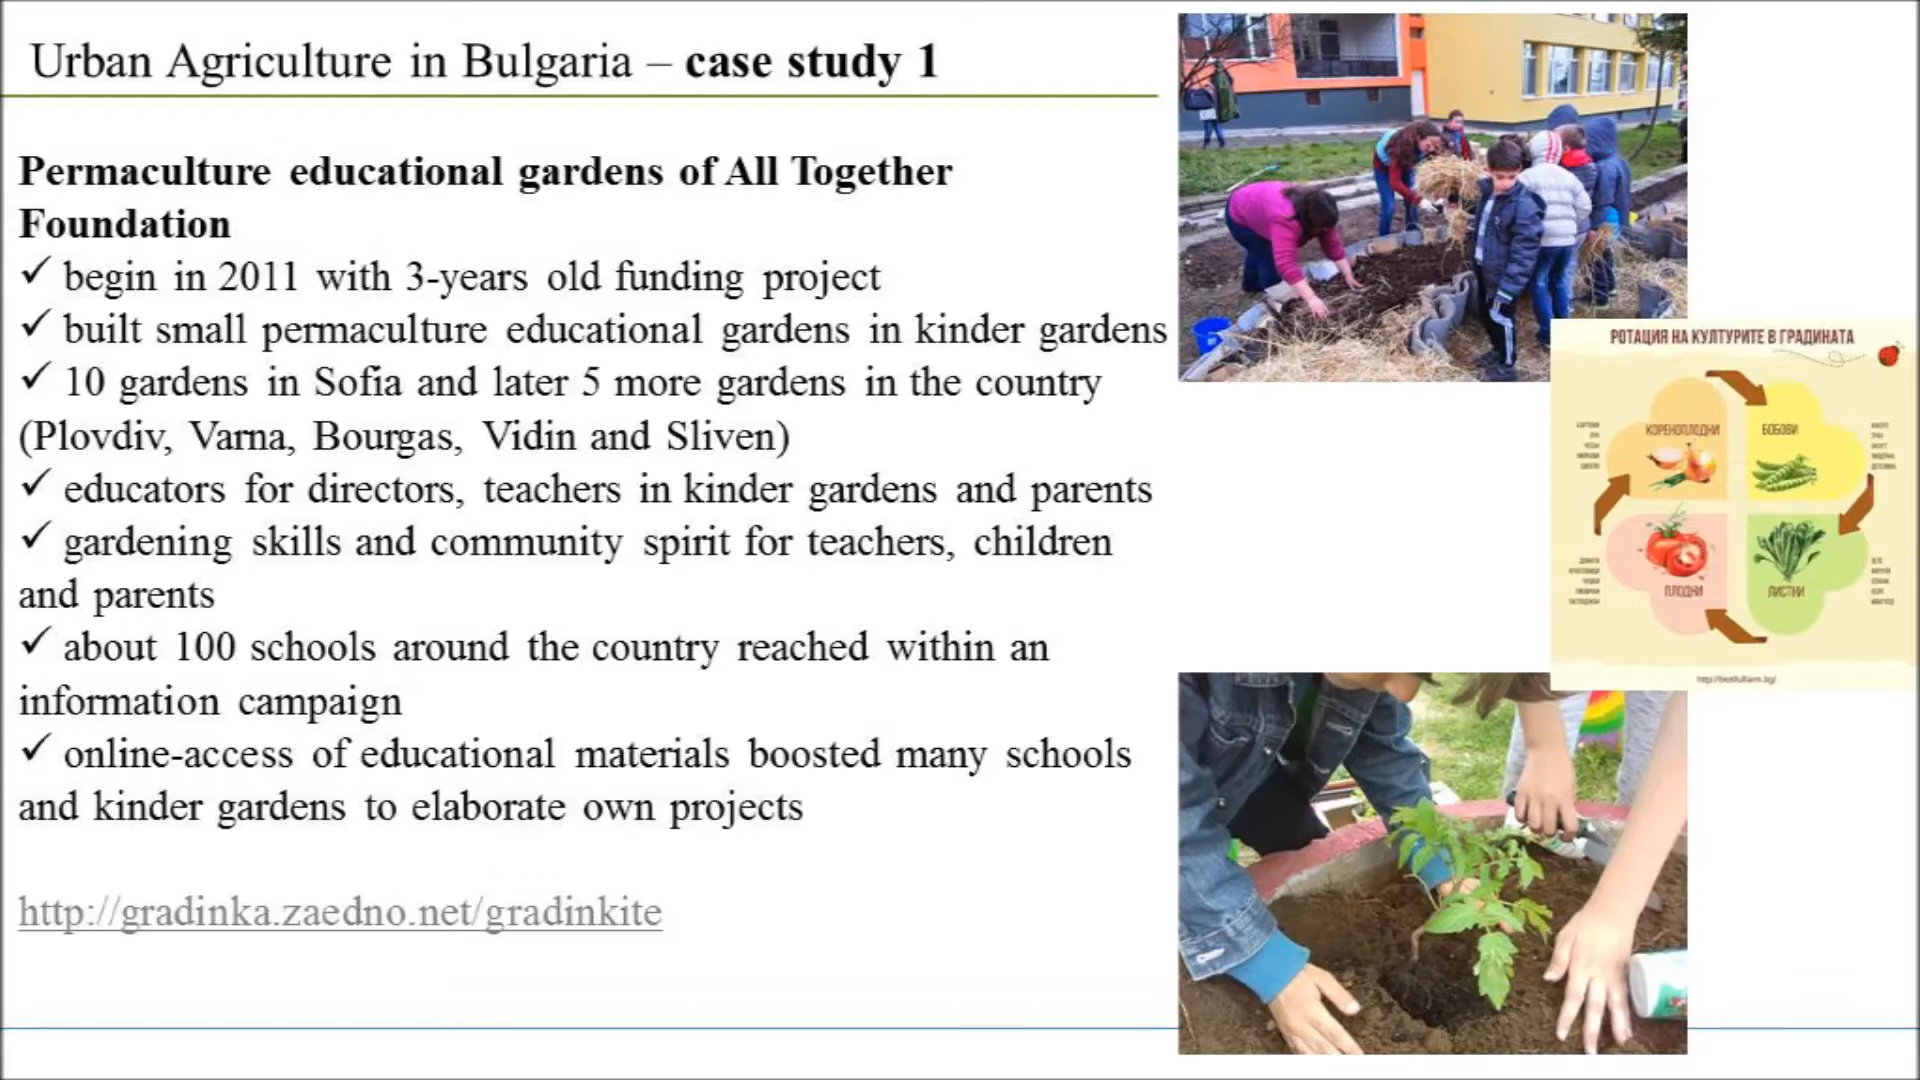 Urban Agriculture in Bulgaria – case study 1
Permaculture educational gardens of All Together
Foundation
✓ begin in 2011 with 3-years old funding project
✓ built small permaculture educational gardens in kinder gardens
✓ 10 gardens in Sofia and later 5 more gardens in the country
(Plovdiv, Varna, Bourgas, Vidin and Sliven)
✓ educators for directors, teachers in kinder gardens and parents
✓ gardening skills and community spirit for teachers, children
and parents
✓ about 100 schools around the country reached within an
information campaign
✓ online-access of educational materials boosted many schools
and kinder gardens to elaborate own projects
http://gradinka.zaedno.net/gradinkite
РОТАЦИЯ НА КУЛТУРИТЕ В ГРАДИНАТА
КОРЕНОПЛОДНИ
БОБОВИ
ПЛОДНИ
ЛИСТНИ